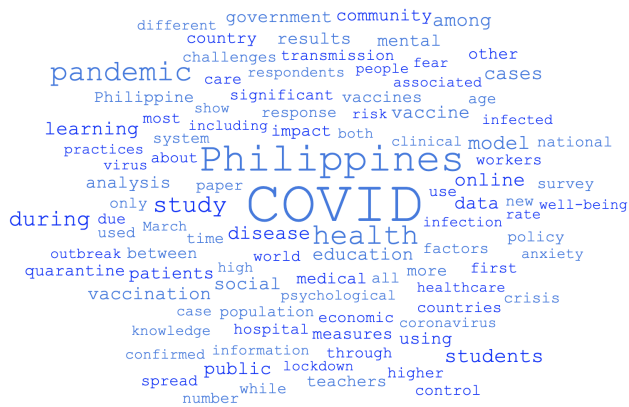 government community among
different
country results mental
challenges transmission other
pandemic care respondents people fear cases
associated
Philippine significant vaccines age
show response risk vaccine infected
learning most including impact both
practices system clinical model national
virus about Philippines workers
analysis paper online survey
only study COVID use data new well-being
during due rate
used March time disease health infection policy
outbreak between world education factors anxiety
quarantine patients high social medical all more first
vaccination psychological healthcare crisis
case population economic countries
knowledge hospital measures coronavirus
confirmed information through using
public lockdown students
spread while teachers higher
number control